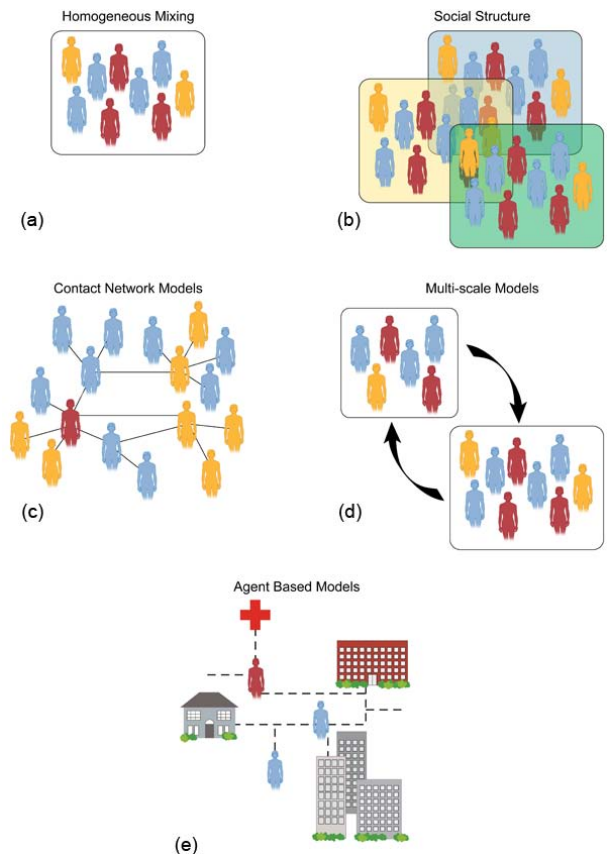 Homogeneous Mixing
(a)
Social Structure
(b)
Contact Network Models
(c)
Multi-scale Models
(d)
Agent Based Models
(e)